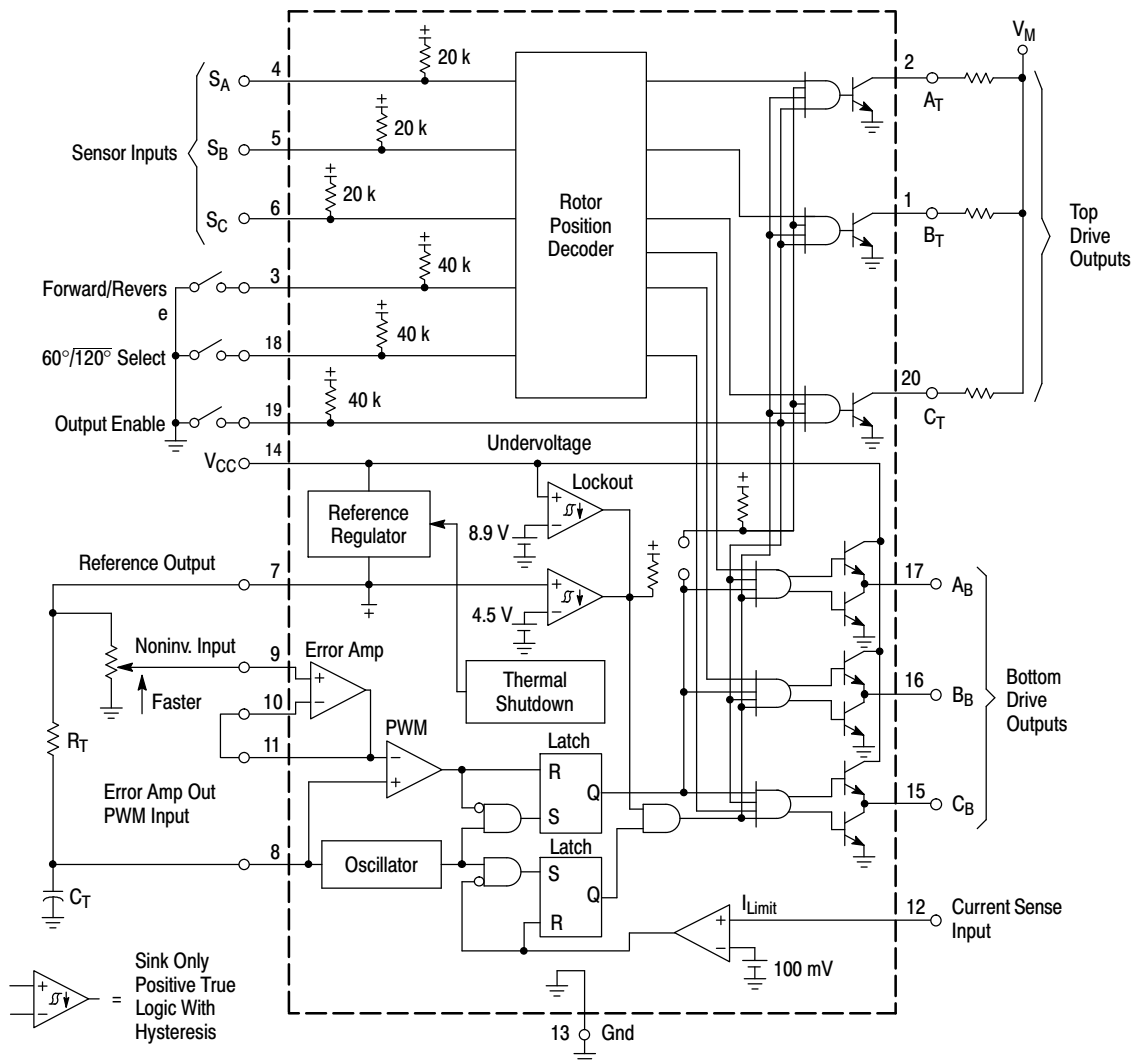 V_M
20 k
4
S_A
2
A_T
20 k
5
S_B
Sensor Inputs
20 k
6
S_C
Rotor
Position
Decoder
1
B_T
Top
Drive
Outputs
40 k
3
Forward/Revers
e
40 k
18
60°/1̅2̅0̅°̅ Select
40 k
19
Output Enable
20
C_T
14
V_CC
Undervoltage
Lockout
+
−
8.9 V
Reference
Regulator
Reference Output
7
+
−
4.5 V
17
A_B
Noninv. Input
9
Error Amp
+
−
Thermal
Shutdown
Faster
10
16
B_B
Bottom
Drive
Outputs
R_T
11
PWM
−
+
Latch
R
Q
S
Error Amp Out
PWM Input
15
C_B
8
Oscillator
Latch
S
Q
R
C_T
I_Limit
12
Current Sense
Input
+
−
100 mV
+
−
=
Sink Only
Positive True
Logic With
Hysteresis
13
Gnd